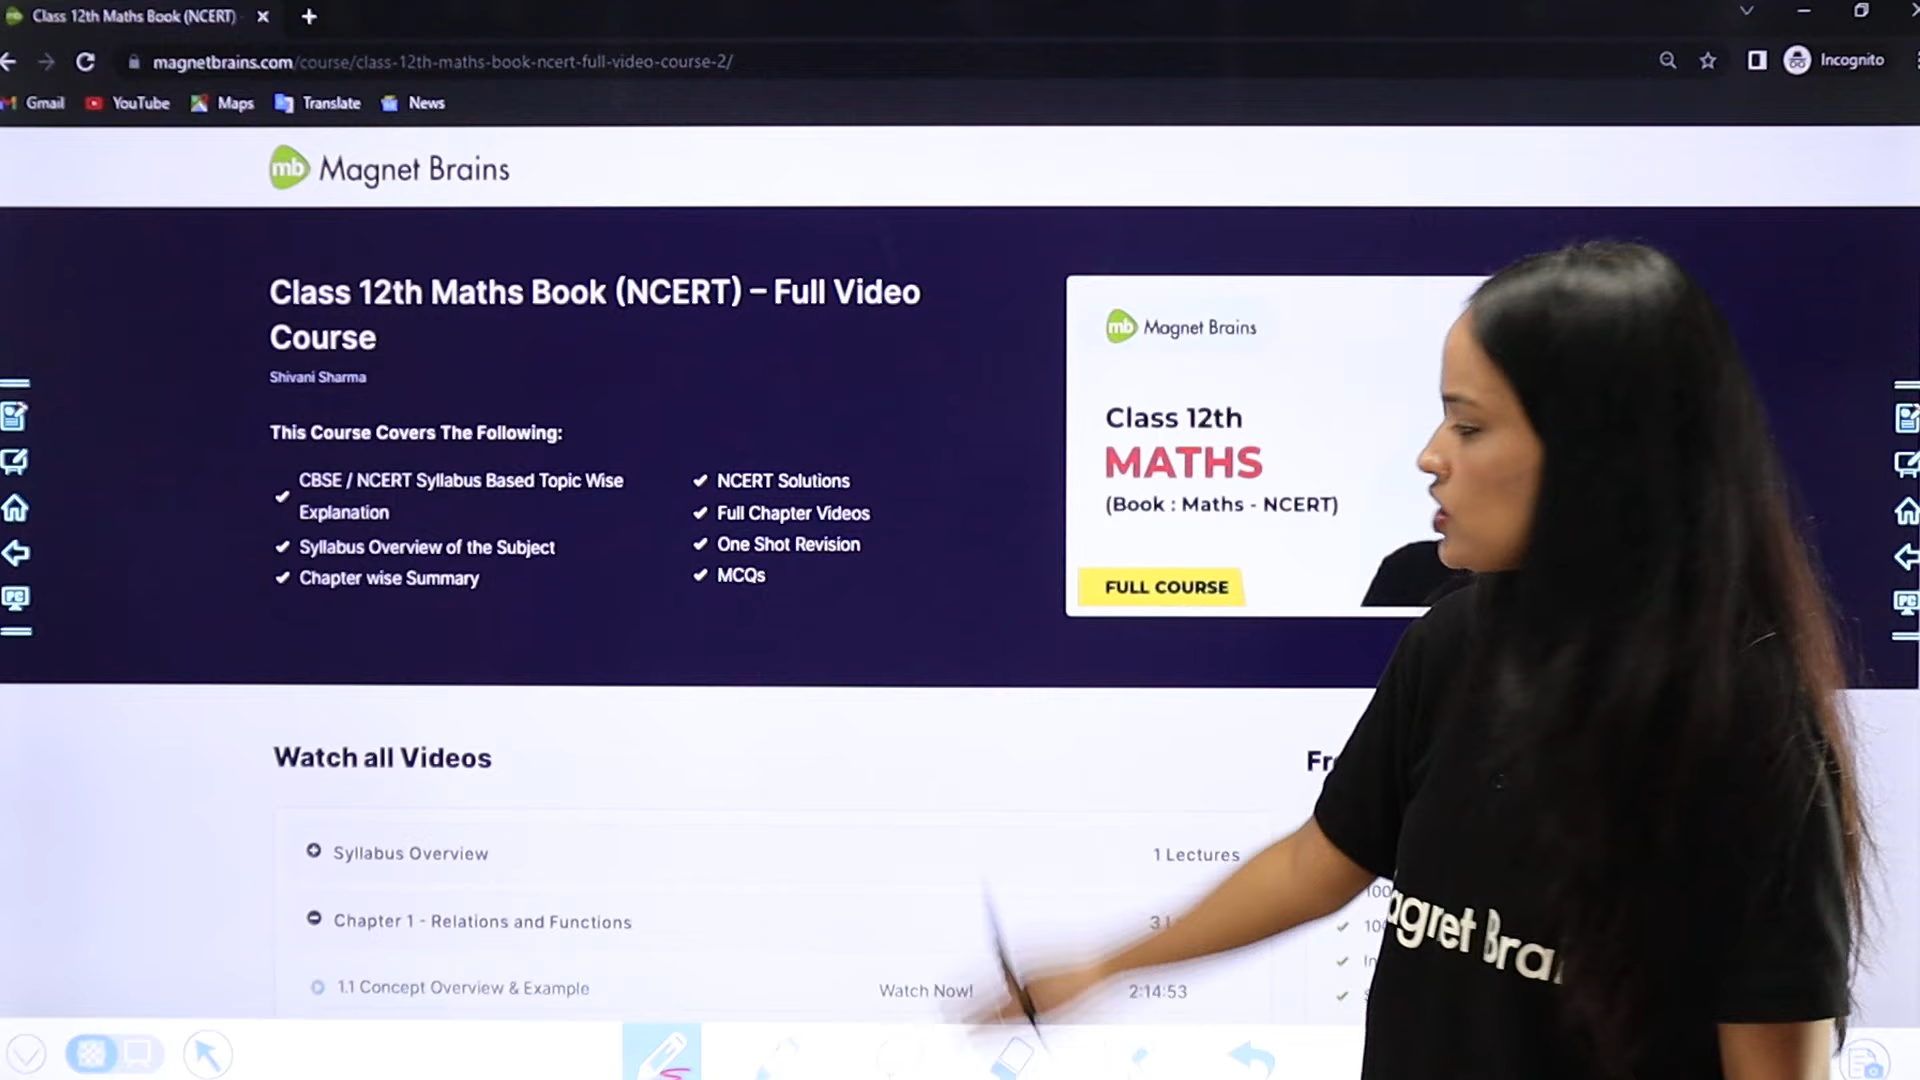 Class 12th Maths Book (NCERT)
magnetbrains.com/course/class-12th-maths-book-ncert-full-video-course-2/
Incognito
Gmail YouTube Maps Translate News
mb Magnet Brains
Class 12th Maths Book (NCERT) – Full Video
Course
Shivani Sharma
This Course Covers The Following:
CBSE / NCERT Syllabus Based Topic Wise
Explanation
Syllabus Overview of the Subject
Chapter wise Summary
NCERT Solutions
Full Chapter Videos
One Shot Revision
MCQs
mb Magnet Brains
Class 12th
MATHS
(Book : Maths - NCERT)
FULL COURSE
PC
PC
Watch all Videos
Syllabus Overview 1 Lectures
Chapter 1 - Relations and Functions
1.1 Concept Overview & Example Watch Now! 2:14:53